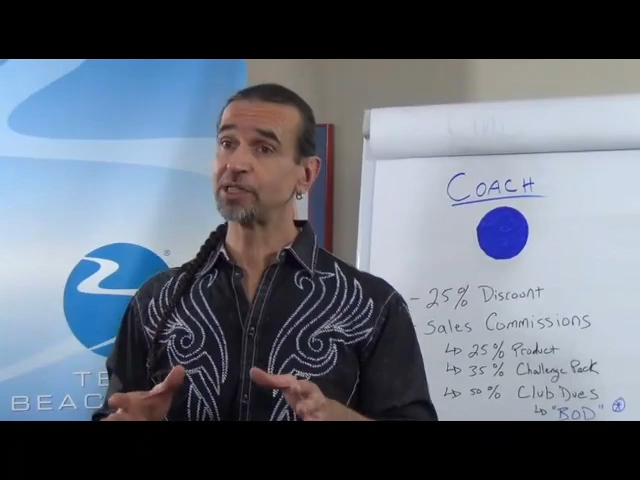 COACH
- 25% Discount
- Sales Commissions
↳ 25% Product
↳ 35% Challenge Pack
↳ 50% Club Dues
↳ "BOD"
TE
BEAC
®